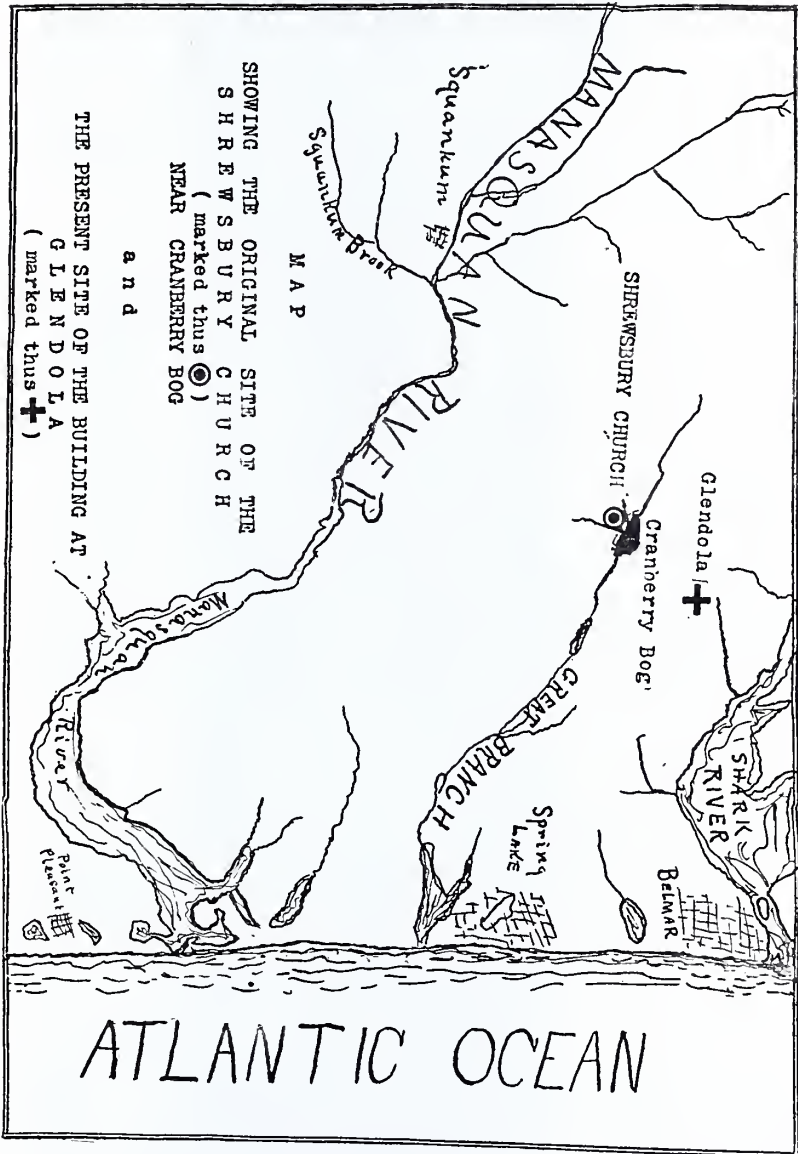 MANASQUAN RIVER
Squankum
Squankum Brook
SHREWSBURY CHURCH
Glendola
Cranberry Bog
MAP
SHOWING THE ORIGINAL SITE OF THE
SHREWSBURY CHURCH
( marked thus )
NEAR CRANBERRY BOG
and
THE PRESENT SITE OF THE BUILDING AT
GLENDOLA
( marked thus )
Manasquan River
GREAT BRANCH
SHARK
RIVER
Spring
LAKE
BELMAR
Point
Pleasant
ATLANTIC OCEAN